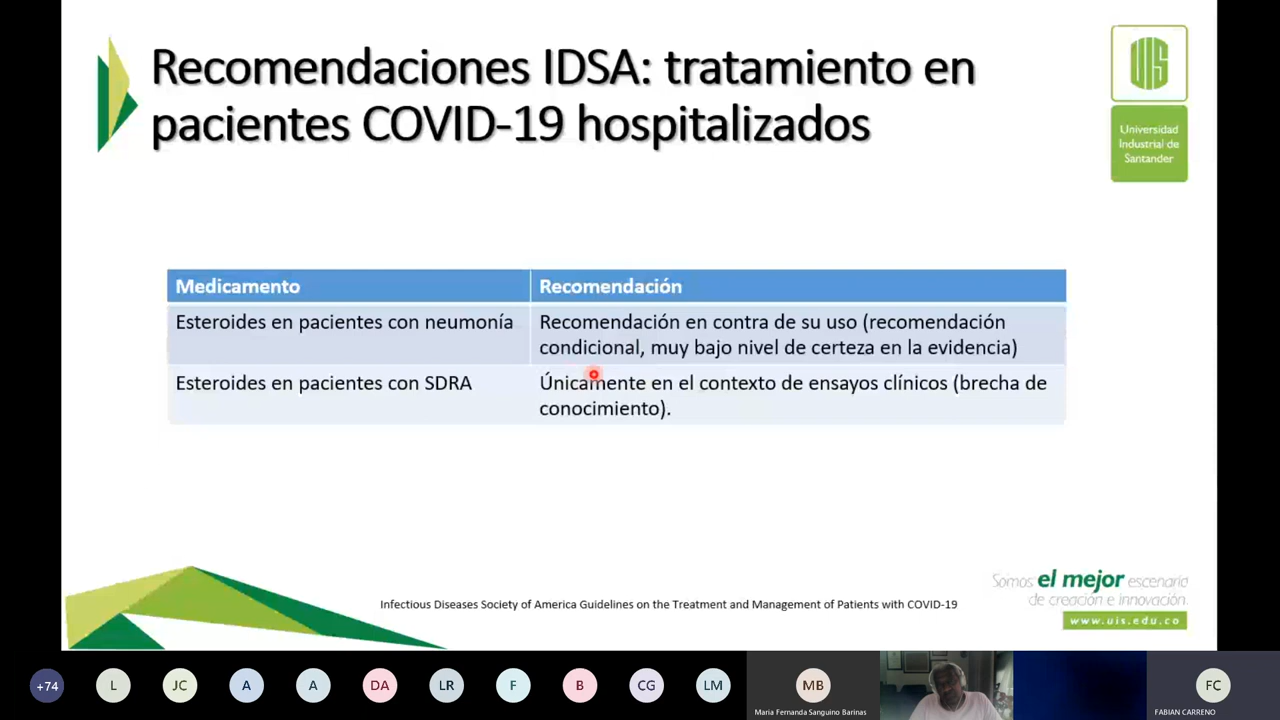 Recomendaciones IDSA: tratamiento en
pacientes COVID-19 hospitalizados
UIS
Universidad
Industrial de
Santander
Medicamento
Recomendación
Esteroides en pacientes con neumonía
Recomendación en contra de su uso (recomendación
condicional, muy bajo nivel de certeza en la evidencia)
Esteroides en pacientes con SDRA
Únicamente en el contexto de ensayos clínicos (brecha de
conocimiento).
Infectious Diseases Society of America Guidelines on the Treatment and Management of Patients with COVID-19
Somos el mejor escenario
de creación e innovación.
www.uis.edu.co
+74
L
JC
A
A
DA
LR
F
B
CG
LM
MB
Maria Fernanda Sanguino Barinas
FC
FABIAN CARRENO